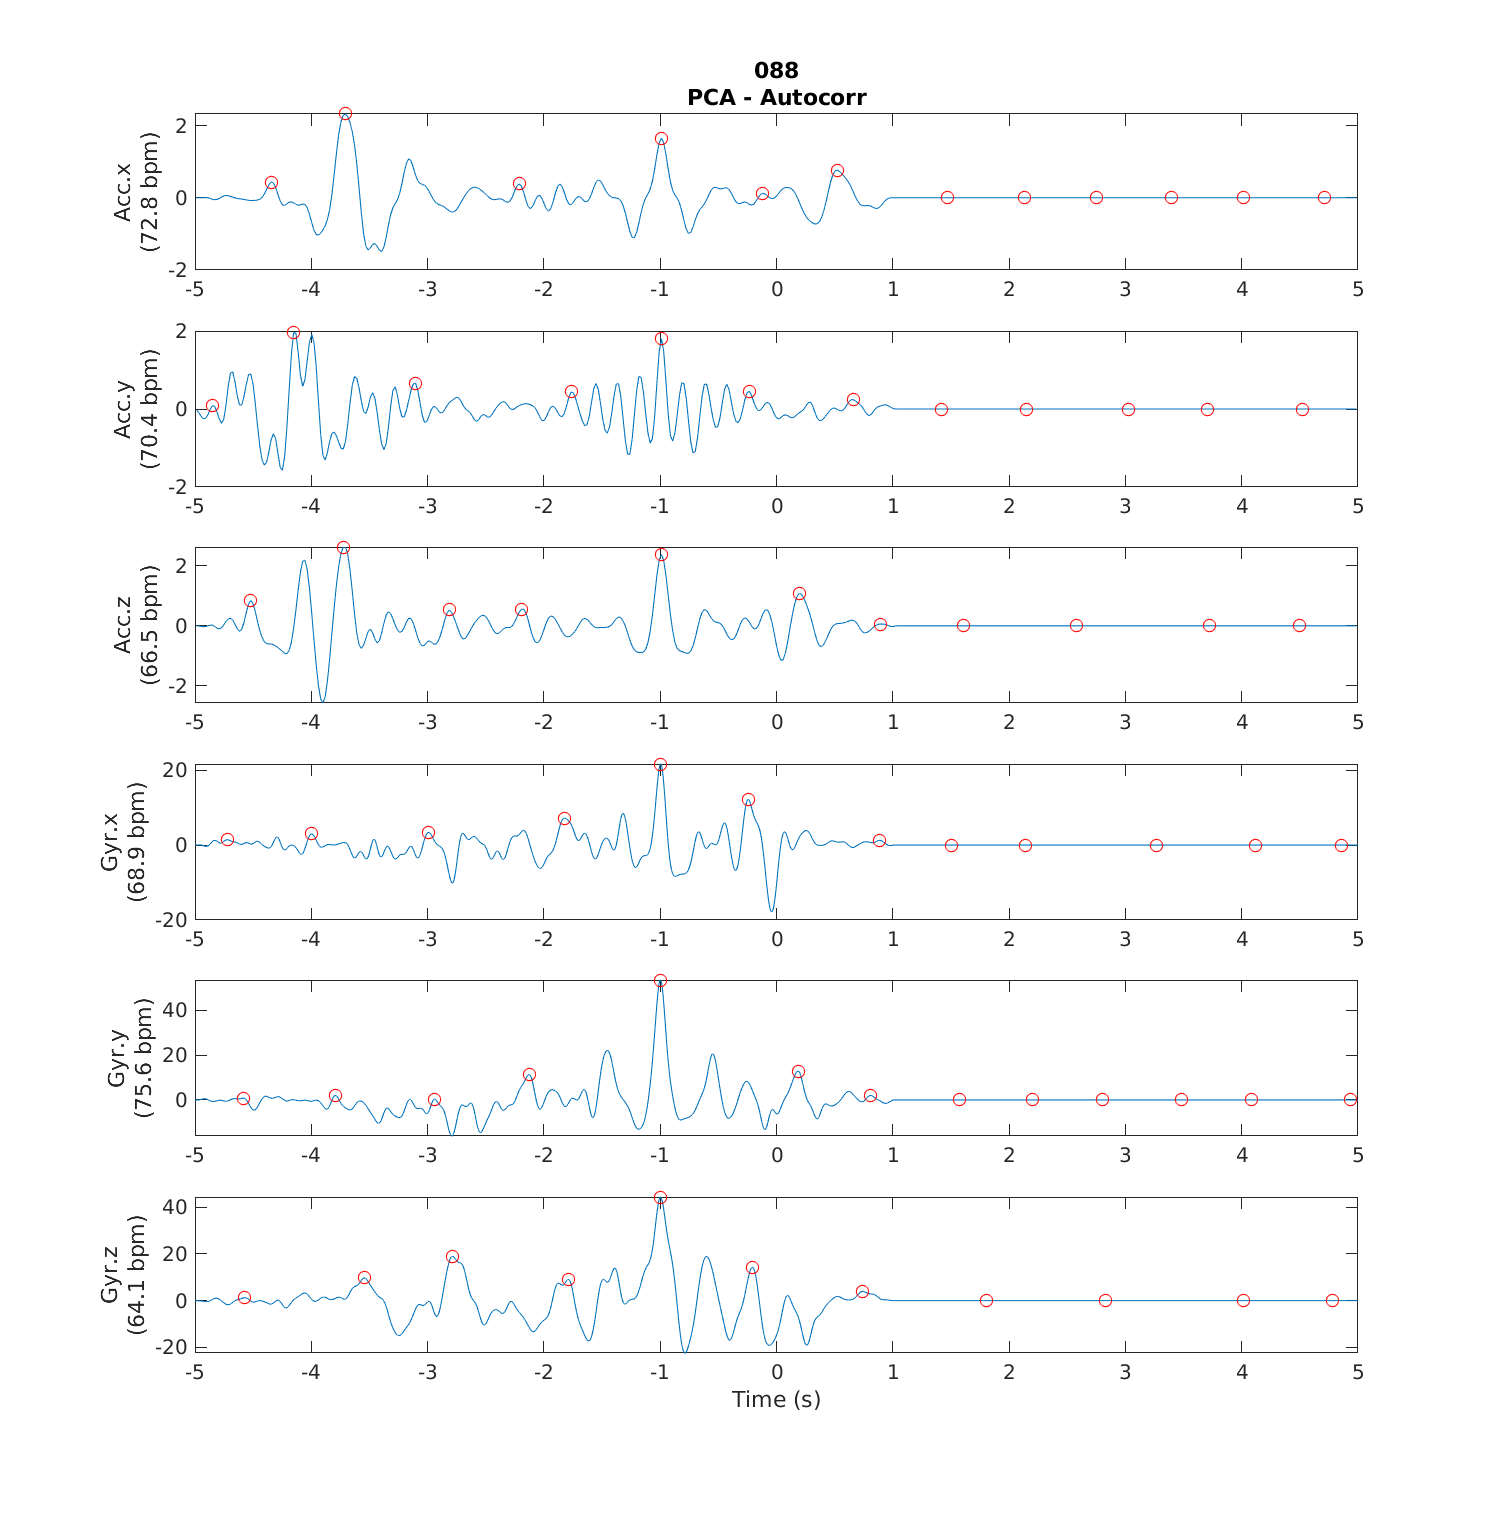 088
PCA - Autocorr
Acc.x
(72.8 bpm)
2
0
-2
-5 -4 -3 -2 -1 0 1 2 3 4 5
Acc.y
(70.4 bpm)
2
0
-2
-5 -4 -3 -2 -1 0 1 2 3 4 5
Acc.z
(66.5 bpm)
2
0
-2
-5 -4 -3 -2 -1 0 1 2 3 4 5
Gyr.x
(68.9 bpm)
20
0
-20
-5 -4 -3 -2 -1 0 1 2 3 4 5
Gyr.y
(75.6 bpm)
40
20
0
-5 -4 -3 -2 -1 0 1 2 3 4 5
Gyr.z
(64.1 bpm)
40
20
0
-20
-5 -4 -3 -2 -1 0 1 2 3 4 5
Time (s)